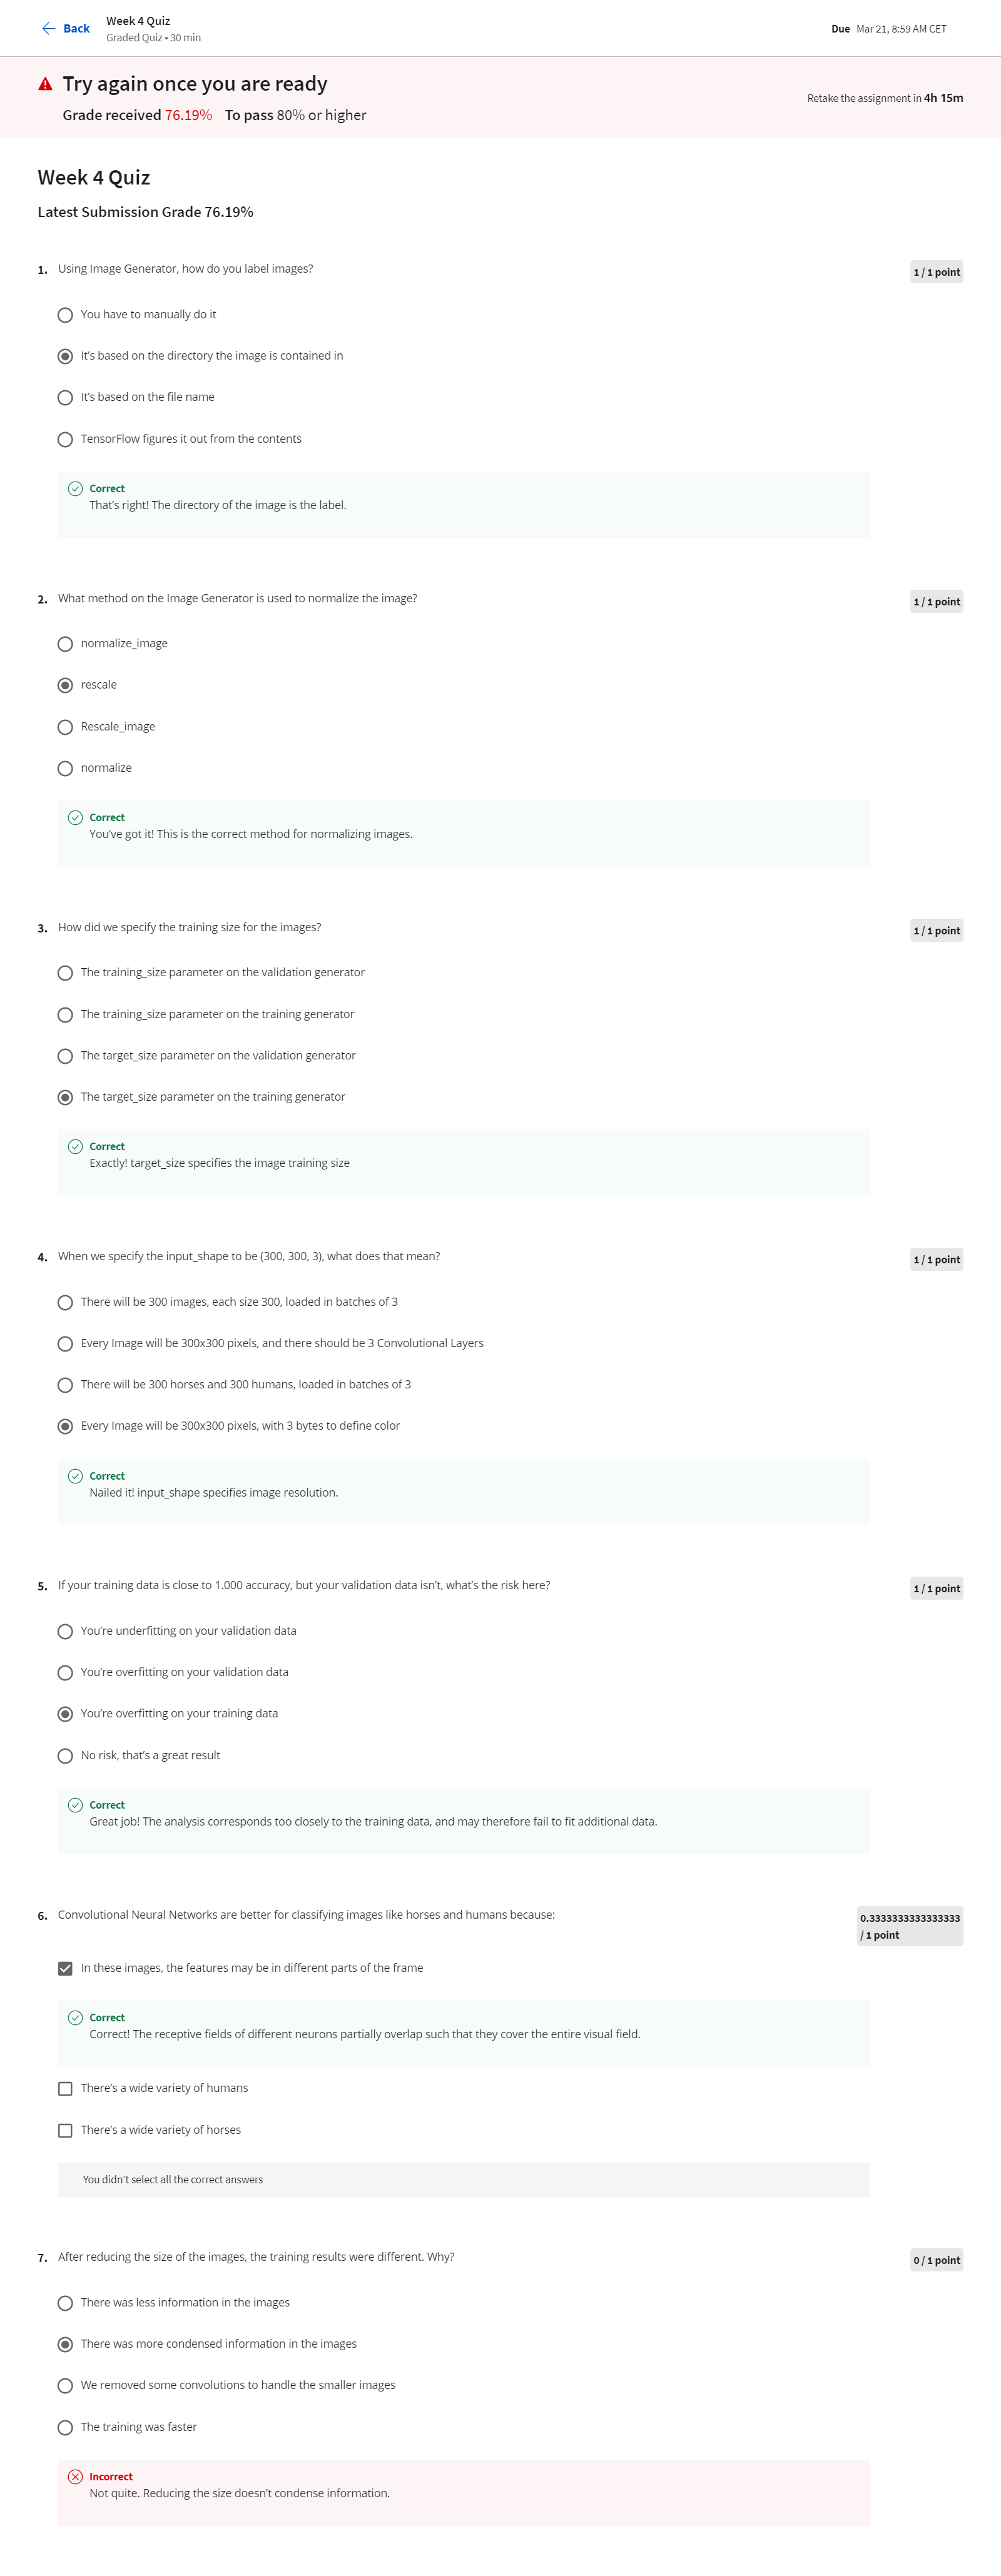 Back
Week 4 Quiz
Graded Quiz • 30 min
Due Mar 21, 8:59 AM CET
Try again once you are ready
Grade received 76.19% To pass 80% or higher
Retake the assignment in 4h 15m
Week 4 Quiz
Latest Submission Grade 76.19%
1. Using Image Generator, how do you label images?
1 / 1 point
You have to manually do it
It's based on the directory the image is contained in
It's based on the file name
TensorFlow figures it out from the contents
Correct
That's right! The directory of the image is the label.
2. What method on the Image Generator is used to normalize the image?
1 / 1 point
normalize_image
rescale
Rescale_image
normalize
Correct
You've got it! This is the correct method for normalizing images.
3. How did we specify the training size for the images?
1 / 1 point
The training_size parameter on the validation generator
The training_size parameter on the training generator
The target_size parameter on the validation generator
The target_size parameter on the training generator
Correct
Exactly! target_size specifies the image training size
4. When we specify the input_shape to be (300, 300, 3), what does that mean?
1 / 1 point
There will be 300 images, each size 300, loaded in batches of 3
Every Image will be 300x300 pixels, and there should be 3 Convolutional Layers
There will be 300 horses and 300 humans, loaded in batches of 3
Every Image will be 300x300 pixels, with 3 bytes to define color
Correct
Nailed it! input_shape specifies image resolution.
5. If your training data is close to 1.000 accuracy, but your validation data isn't, what's the risk here?
1 / 1 point
You're underfitting on your validation data
You're overfitting on your validation data
You're overfitting on your training data
No risk, that's a great result
Correct
Great job! The analysis corresponds too closely to the training data, and may therefore fail to fit additional data.
6. Convolutional Neural Networks are better for classifying images like horses and humans because:
0.3333333333333333
/ 1 point
In these images, the features may be in different parts of the frame
Correct
Correct! The receptive fields of different neurons partially overlap such that they cover the entire visual field.
There's a wide variety of humans
There's a wide variety of horses
You didn't select all the correct answers
7. After reducing the size of the images, the training results were different. Why?
0 / 1 point
There was less information in the images
There was more condensed information in the images
We removed some convolutions to handle the smaller images
The training was faster
Incorrect
Not quite. Reducing the size doesn't condense information.